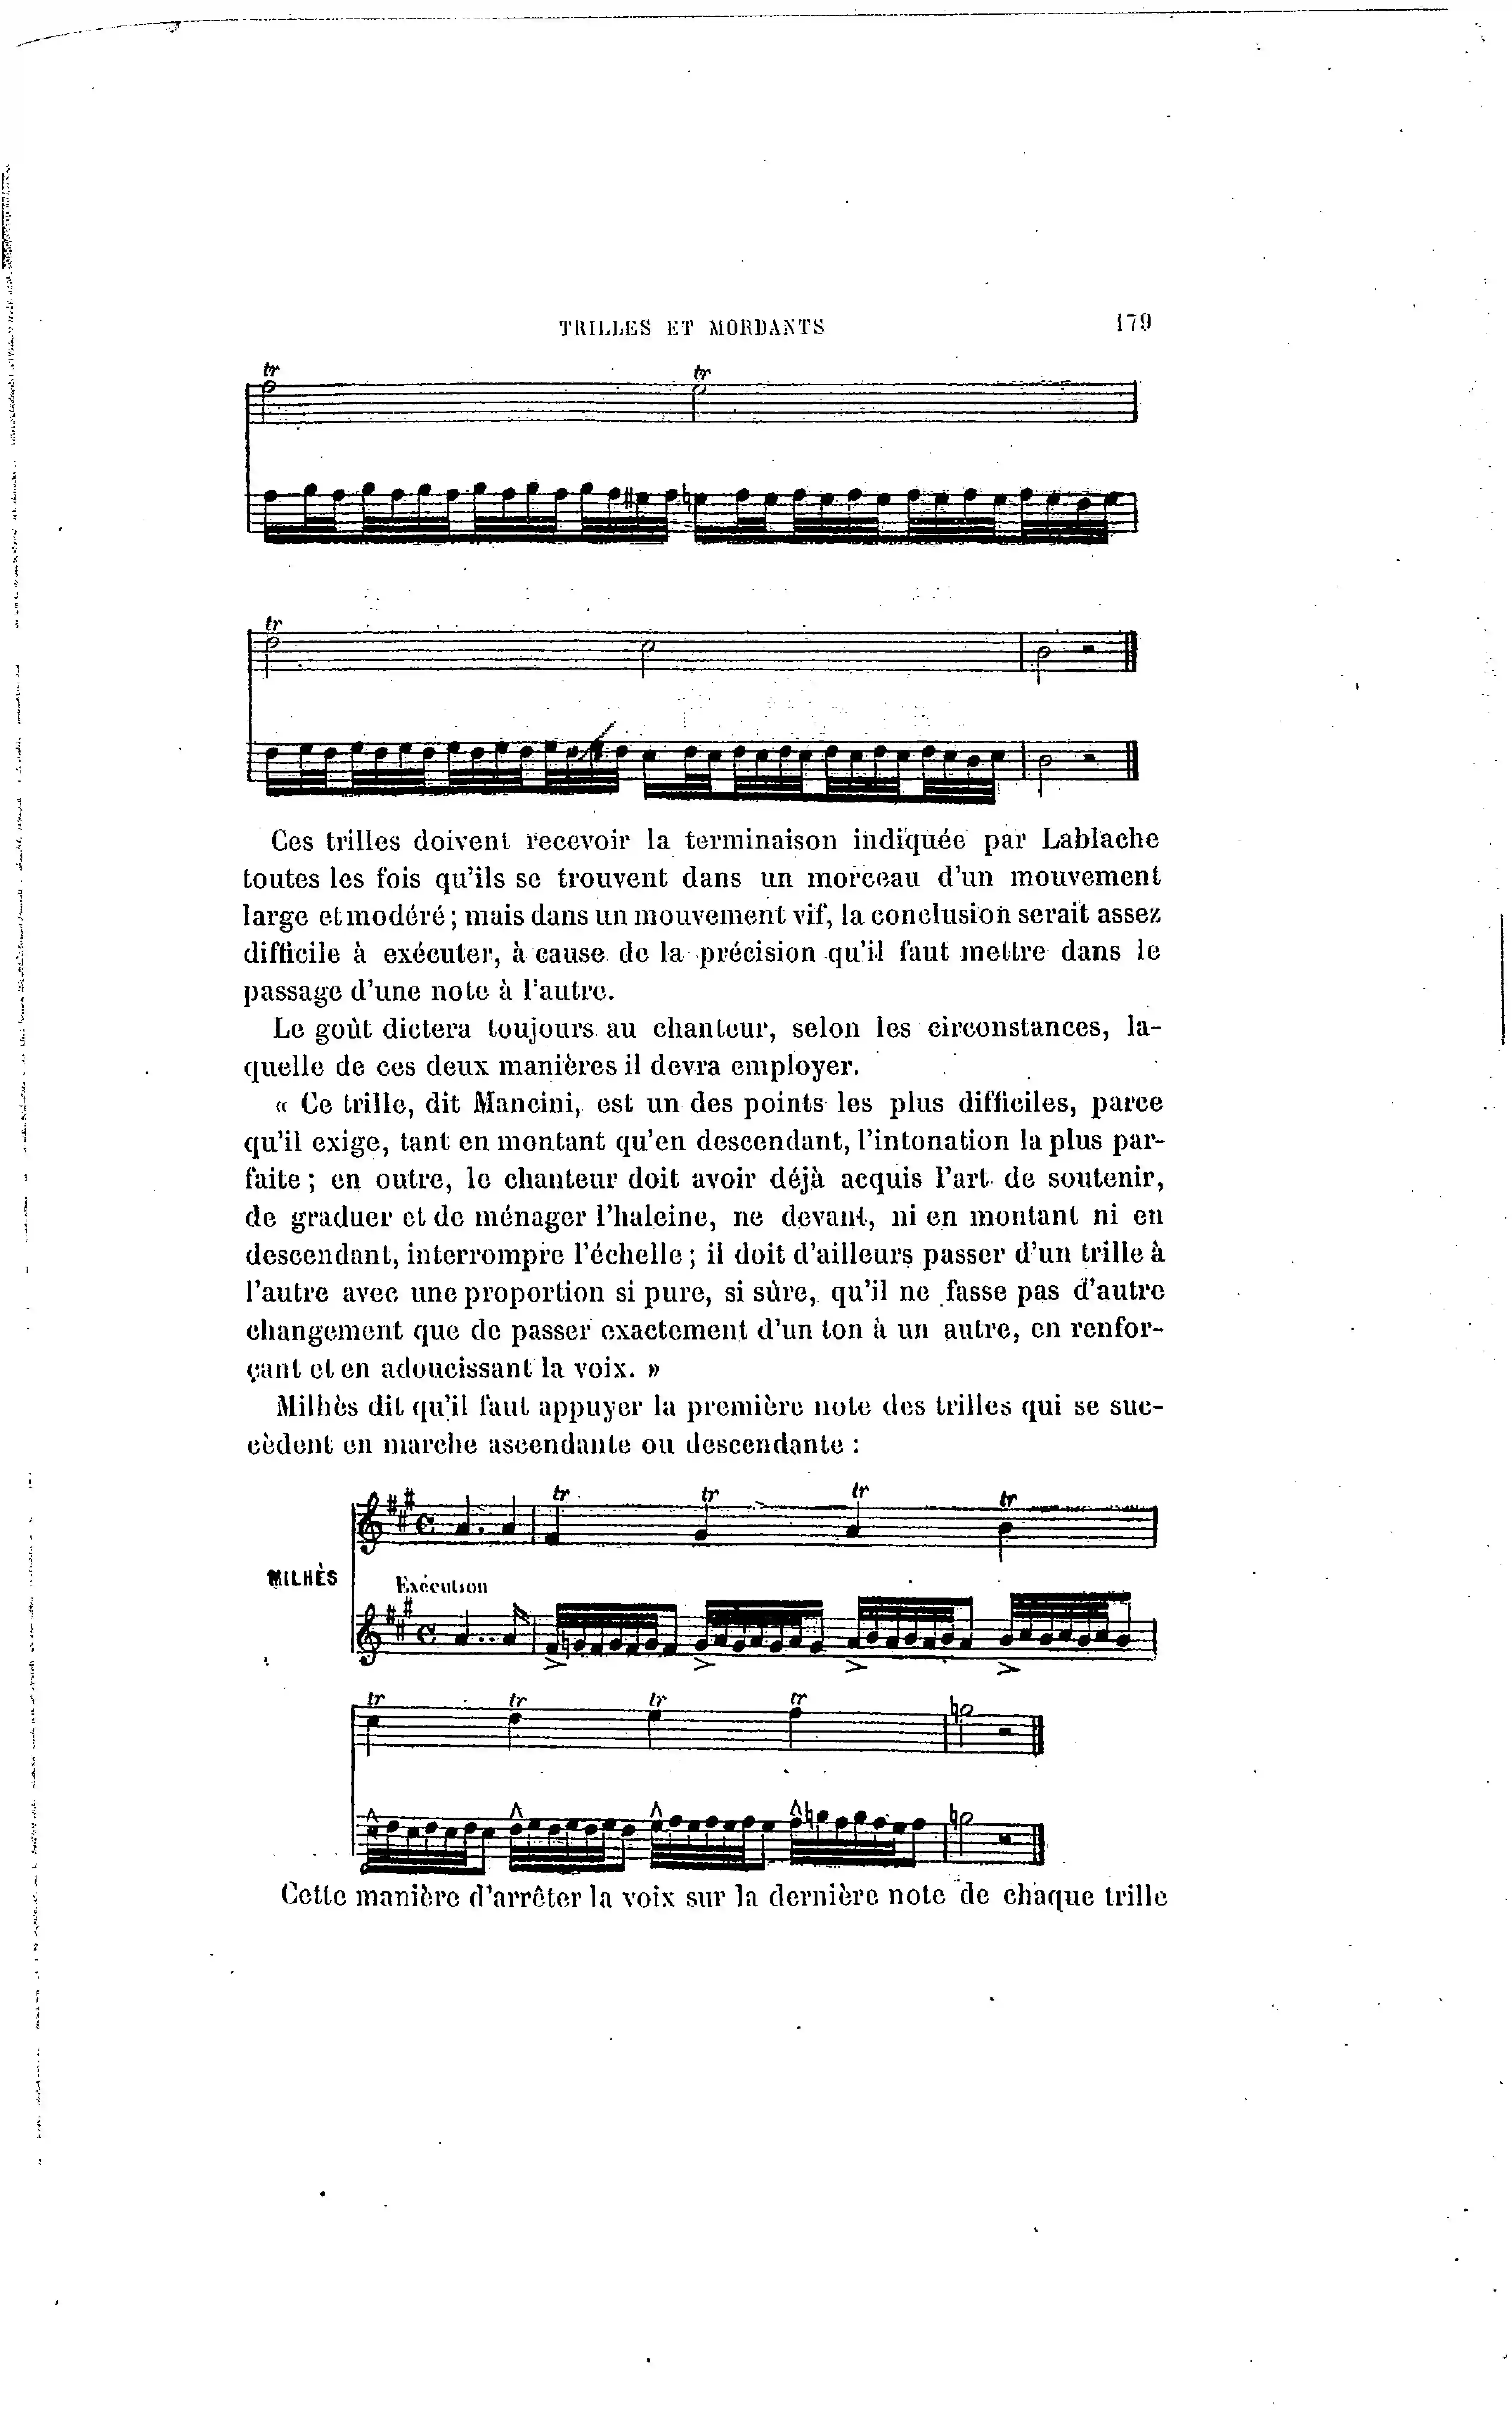 TRILLES ET MORDANTS 179
tr tr
tr
Ces trilles doivent recevoir la terminaison indiquée par Lablache
toutes les fois qu'ils se trouvent dans un morceau d'un mouvement
large et modéré ; mais dans un mouvement vif, la conclusion serait assez
difficile à exécuter, à cause de la précision qu'il faut mettre dans le
passage d'une note à l'autre.
Le goût dictera toujours au chanteur, selon les circonstances, la-
quelle de ces deux manières il devra employer.
« Ce trille, dit Mancini, est un des points les plus difficiles, parce
qu'il exige, tant en montant qu'en descendant, l'intonation la plus par-
faite ; en outre, le chanteur doit avoir déjà acquis l'art de soutenir,
de graduer et de ménager l'haleine, ne devant, ni en montant ni en
descendant, interrompre l'échelle ; il doit d'ailleurs passer d'un trille à
l'autre avec une proportion si pure, si sûre, qu'il ne fasse pas d'autre
changement que de passer exactement d'un ton à un autre, en renfor-
çant et en adoucissant la voix. »
Milhès dit qu'il faut appuyer la première note des trilles qui se suc-
cèdent en marche ascendante ou descendante :
tr tr tr tr
MILHÈS
Exécution
tr tr tr tr
Cette manière d'arrêter la voix sur la dernière note de chaque trille